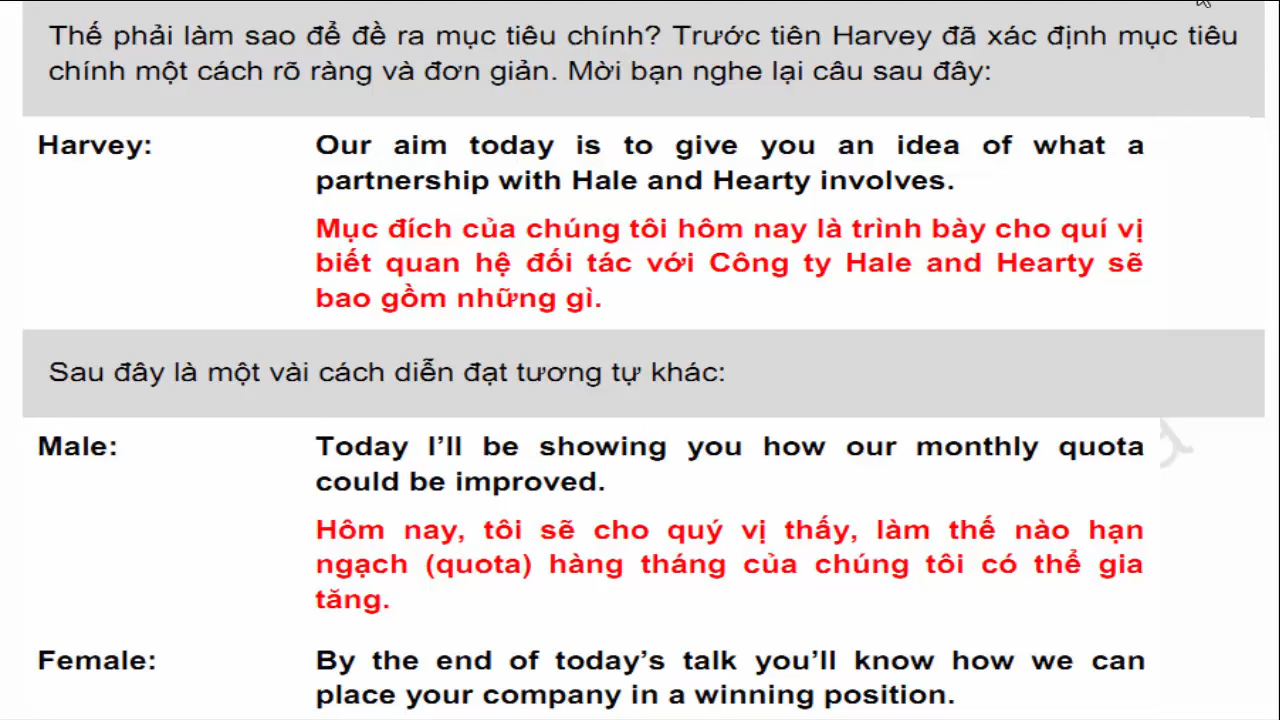 Thế phải làm sao để đề ra mục tiêu chính? Trước tiên Harvey đã xác định mục tiêu
chính một cách rõ ràng và đơn giản. Mời bạn nghe lại câu sau đây:
Harvey: Our aim today is to give you an idea of what a
partnership with Hale and Hearty involves.
Mục đích của chúng tôi hôm nay là trình bày cho quí vị
biết quan hệ đối tác với Công ty Hale and Hearty sẽ
bao gồm những gì.
Sau đây là một vài cách diễn đạt tương tự khác:
Male: Today I’ll be showing you how our monthly quota
could be improved.
Hôm nay, tôi sẽ cho quý vị thấy, làm thế nào hạn
ngạch (quota) hàng tháng của chúng tôi có thể gia
tăng.
Female: By the end of today’s talk you’ll know how we can
place your company in a winning position.